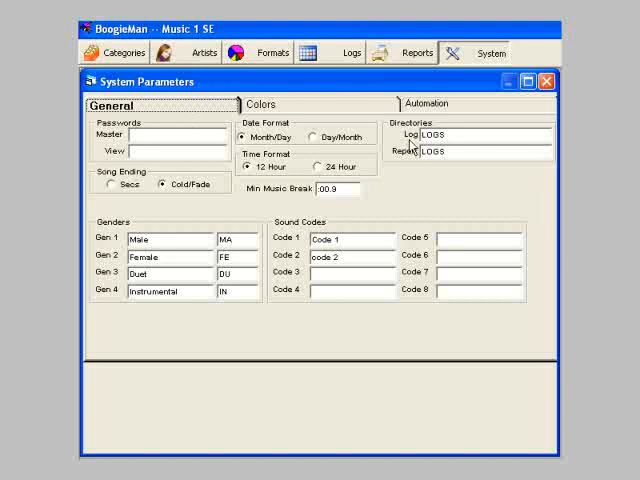 BoogieMan -- Music 1 SE
Categories Artists Formats Logs Reports System
System Parameters
General Colors Automation
Passwords Date Format Directories
Master Month/Day Day/Month Log LOGS
View Time Format Report LOGS
Song Ending 12 Hour 24 Hour
Secs Cold/Fade Min Music Break :00.9
Genders Sound Codes
Gen 1 Male MA Code 1 Code 1 Code 5
Gen 2 Female FE Code 2 code 2 Code 6
Gen 3 Duet DU Code 3 Code 7
Gen 4 Instrumental IN Code 4 Code 8